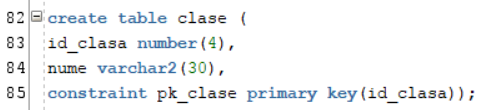 82 create table clase (
83 id_clasa number(4),
84 nume varchar2(30),
85 constraint pk_clase primary key(id_clasa));